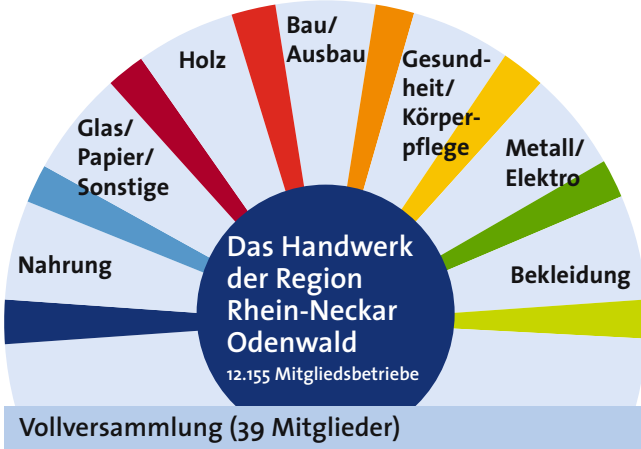 Bau/
Ausbau
Holz
Gesund-
heit/
Körper-
pflege
Glas/
Papier/
Sonstige
Metall/
Elektro
Nahrung
Bekleidung
Das Handwerk
der Region
Rhein-Neckar
Odenwald
12.155 Mitgliedsbetriebe
Vollversammlung (39 Mitglieder)